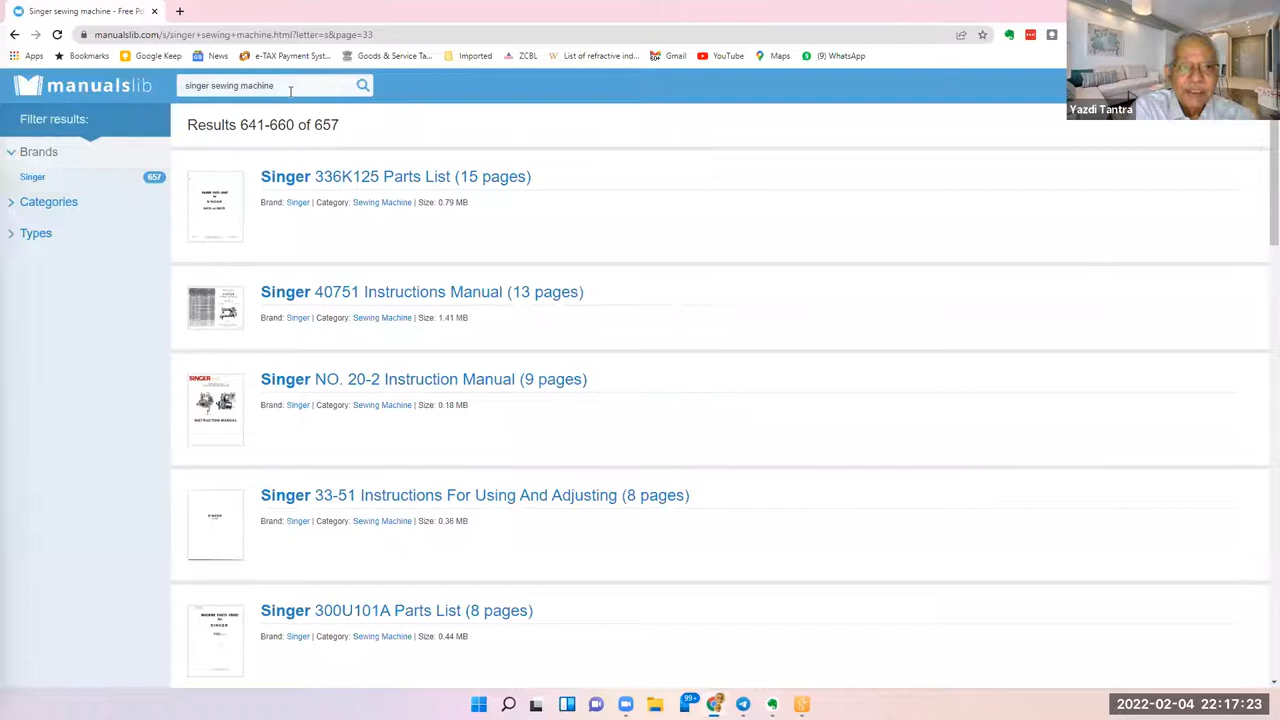 Singer sewing machine - Free Po
manualslib.com/s/singer+sewing+machine.html?letter=s&page=33
Apps
Bookmarks
Google Keep
News
e-TAX Payment Syst...
Goods & Service Ta...
Imported
ZCBL
List of refractive ind...
Gmail
YouTube
Maps
(9) WhatsApp
manualslib
singer sewing machine
Yazdi Tantra
Filter results:
Brands
Singer 657
Categories
Types
Results 641-660 of 657
Singer 336K125 Parts List (15 pages)
Brand: Singer | Category: Sewing Machine | Size: 0.79 MB
Singer 40751 Instructions Manual (13 pages)
Brand: Singer | Category: Sewing Machine | Size: 1.41 MB
Singer NO. 20-2 Instruction Manual (9 pages)
Brand: Singer | Category: Sewing Machine | Size: 0.18 MB
SINGER
INSTRUCTION MANUAL
Singer 33-51 Instructions For Using And Adjusting (8 pages)
Brand: Singer | Category: Sewing Machine | Size: 0.36 MB
Singer 300U101A Parts List (8 pages)
Brand: Singer | Category: Sewing Machine | Size: 0.44 MB
99+
2022-02-04 22:17:23